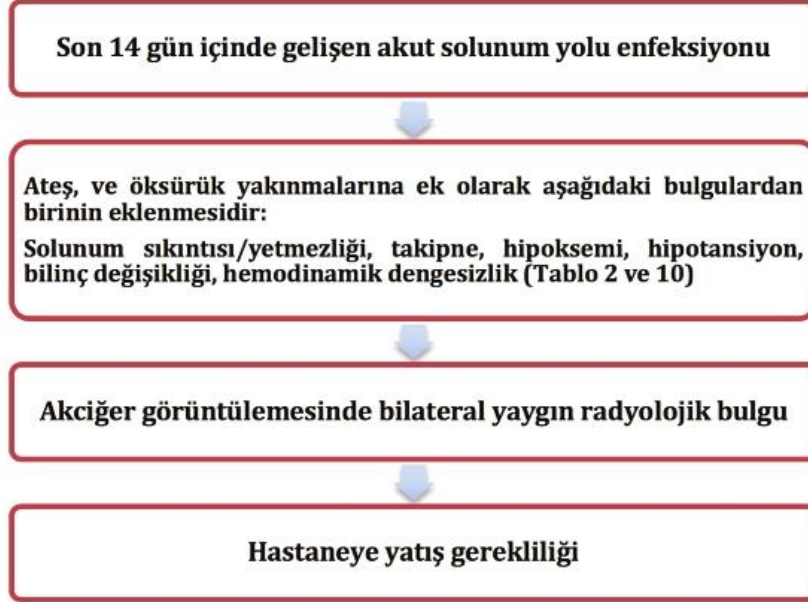 Son 14 gün içinde gelişen akut solunum yolu enfeksiyonu
Ateş, ve öksürük yakınmalarına ek olarak aşağıdaki bulgulardan
birinin eklenmesidir:
Solunum sıkıntısı/yetmezliği, takipne, hipoksemi, hipotansiyon,
bilinç değişikliği, hemodinamik dengesizlik (Tablo 2 ve 10)
Akciğer görüntülemesinde bilateral yaygın radyolojik bulgu
Hastaneye yatış gerekliliği